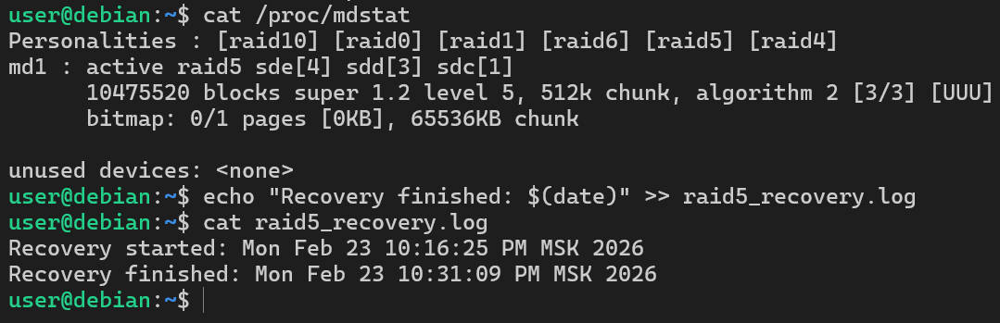 user@debian:~$ cat /proc/mdstat
Personalities : [raid10] [raid0] [raid1] [raid6] [raid5] [raid4]
md1 : active raid5 sde[4] sdd[3] sdc[1]
      10475520 blocks super 1.2 level 5, 512k chunk, algorithm 2 [3/3] [UUU]
      bitmap: 0/1 pages [0KB], 65536KB chunk

unused devices: <none>
user@debian:~$ echo "Recovery finished: $(date)" >> raid5_recovery.log
user@debian:~$ cat raid5_recovery.log
Recovery started: Mon Feb 23 10:16:25 PM MSK 2026
Recovery finished: Mon Feb 23 10:31:09 PM MSK 2026
user@debian:~$